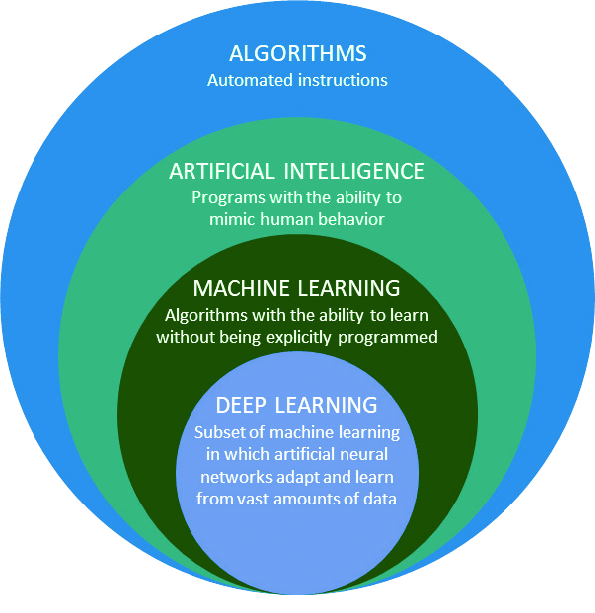 ALGORITHMS
Automated instructions
ARTIFICIAL INTELLIGENCE
Programs with the ability to
mimic human behavior
MACHINE LEARNING
Algorithms with the ability to learn
without being explicitly programmed
DEEP LEARNING
Subset of machine learning
in which artificial neural
networks adapt and learn
from vast amounts of data